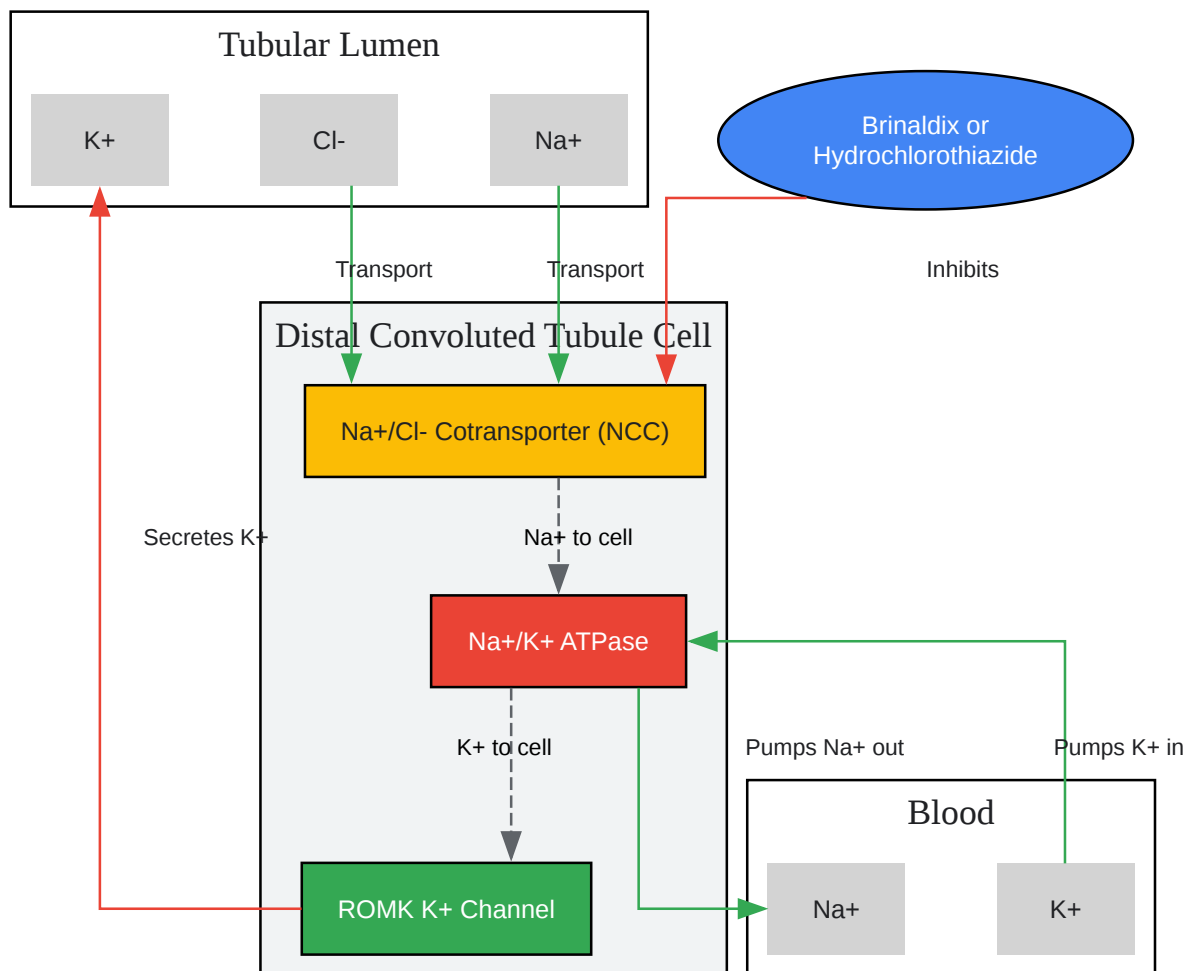 Tubular Lumen
K+
Cl-
Na+
Brinaldix or
Hydrochlorothiazide
Transport
Transport
Inhibits
Distal Convoluted Tubule Cell
Na+/Cl- Cotransporter (NCC)
Secretes K+
Na+ to cell
Na+/K+ ATPase
K+ to cell
Pumps Na+ out
Pumps K+ in
Blood
ROMK K+ Channel
Na+
K+